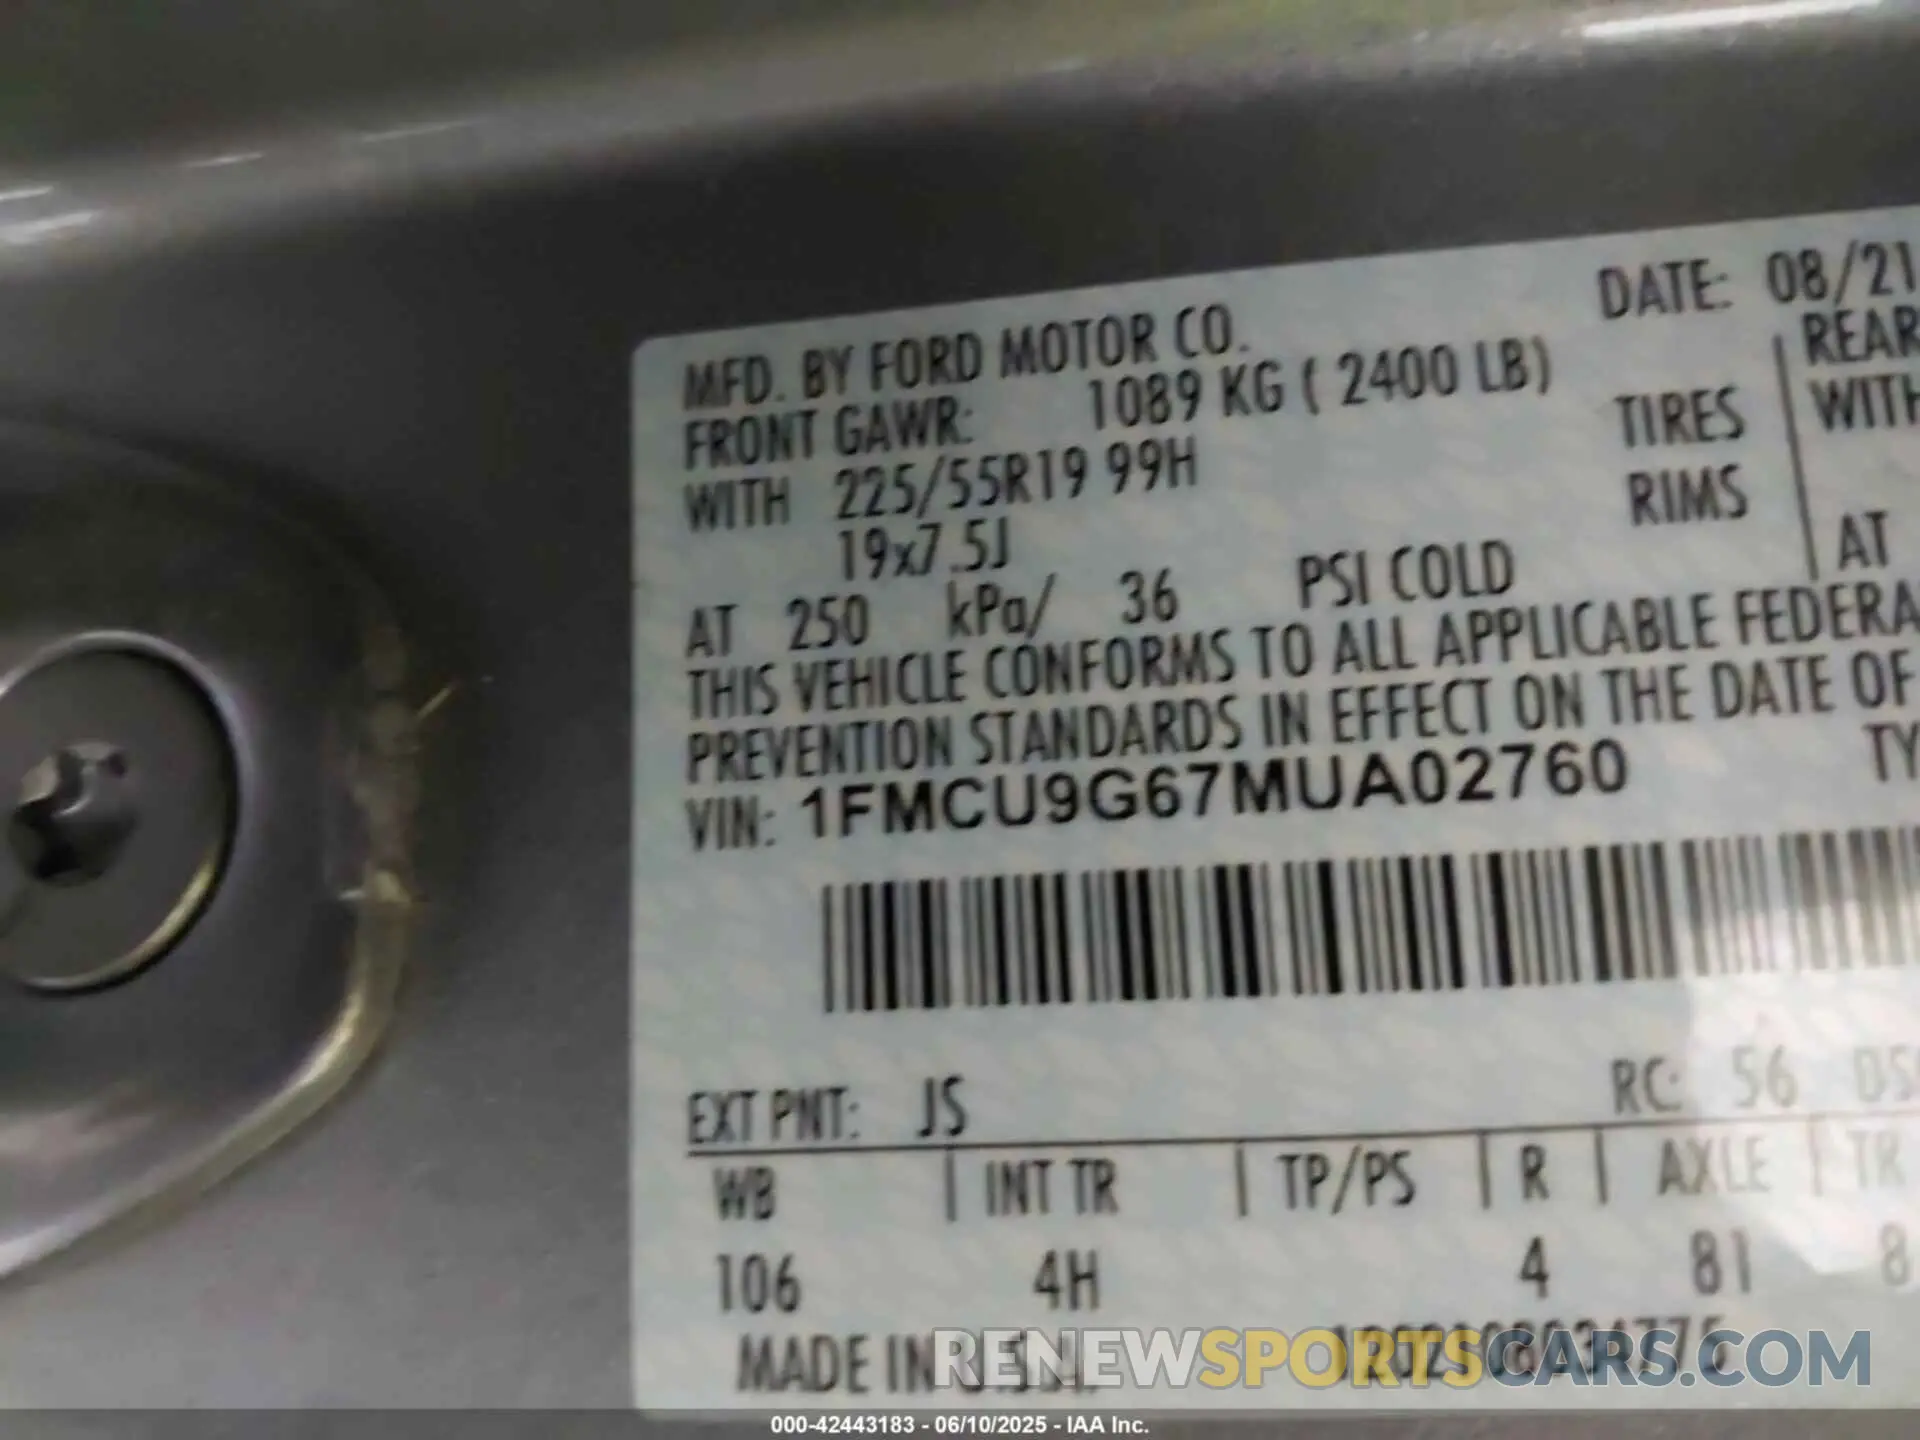 DATE: 08/21
MFD. BY FORD MOTOR CO.
FRONT GAWR: 1089 KG ( 2400 LB)
REAR
WITH 225/55R19 99H TIRES
WITH
19x7.5J RIMS
AT 250 kPa/ 36 PSI COLD
AT
THIS VEHICLE CONFORMS TO ALL APPLICABLE FEDERA
PREVENTION STANDARDS IN EFFECT ON THE DATE OF
VIN: 1FMCU9G67MUA02760
TY
EXT PNT: JS RC: 56 DS
WB | INT TR | TP/PS | R | AXLE | TR
106 4H 4 81 8
MADE IN U.S.A.
RENEWSPORTSCARS.COM
000-42443183 - 06/10/2025 - IAA Inc.